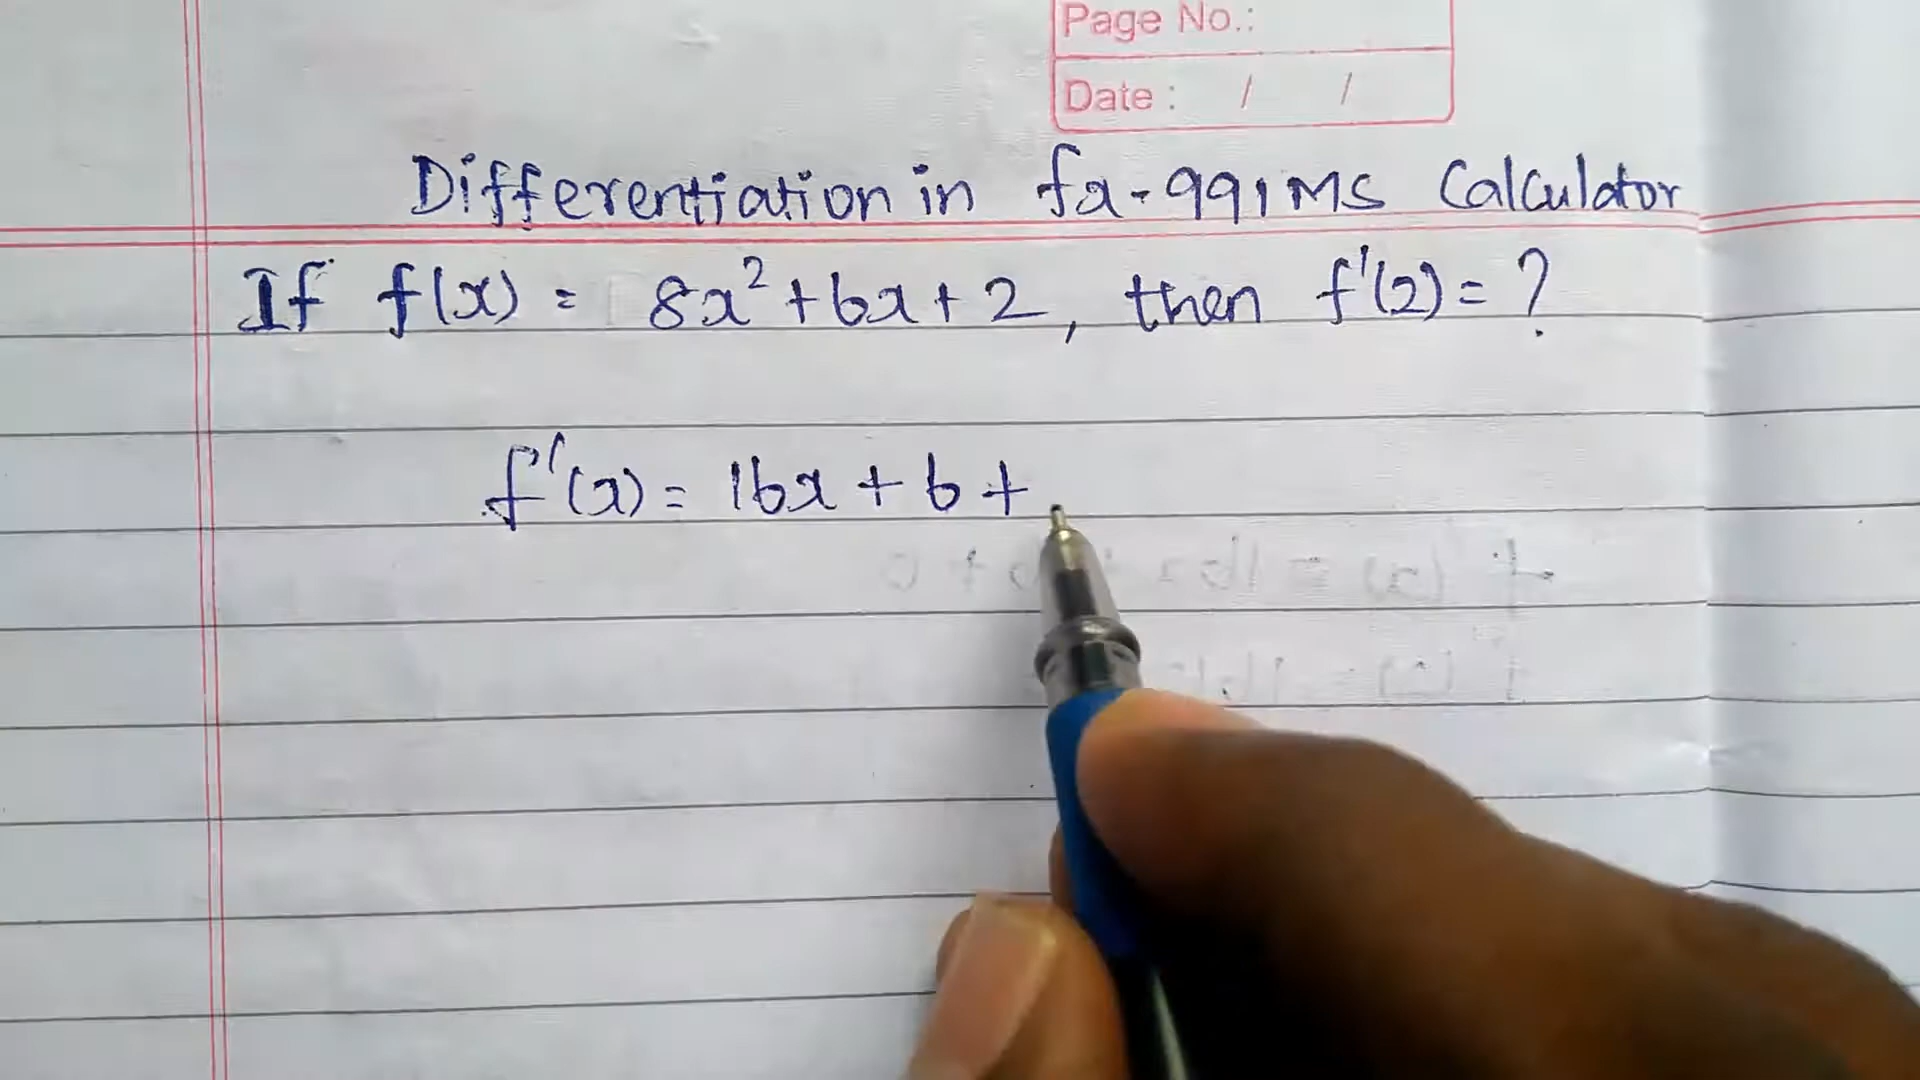 Page No.:
Date : / /
Differentiation in fx-991MS Calculator
If f(x) = 8x² + 6x + 2, then f'(2) = ?
f'(x) = 16x + 6 +